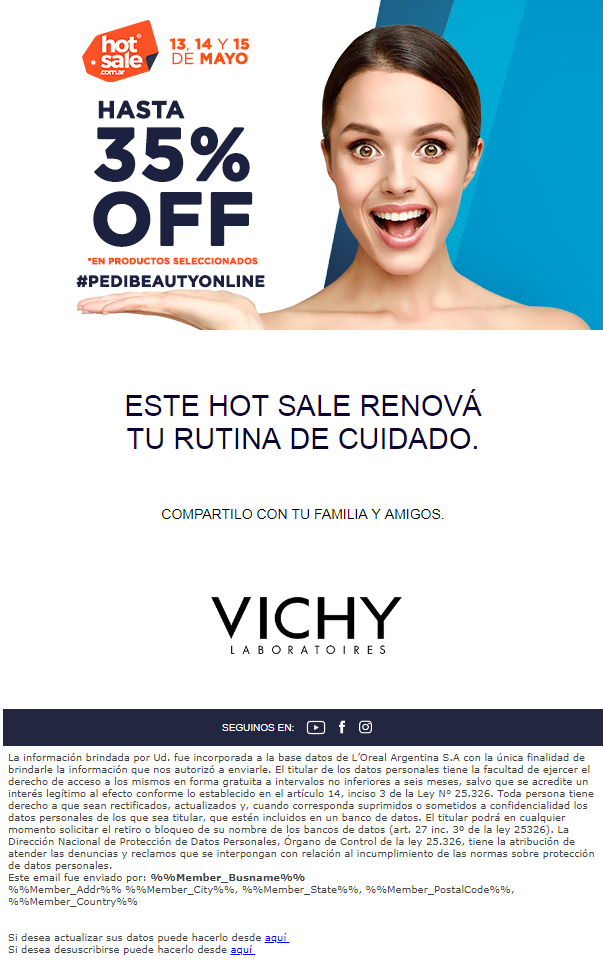 hot
sale
.com.ar
13, 14 Y 15
DE MAYO
HASTA
35%
OFF
*EN PRODUCTOS SELECCIONADOS
#PEDIBEAUTYONLINE
ESTE HOT SALE RENOVÁ
TU RUTINA DE CUIDADO.
COMPARTILO CON TU FAMILIA Y AMIGOS.
VICHY
LABORATOIRES
SEGUINOS EN:
La información brindada por Ud. fue incorporada a la base datos de L'Oreal Argentina S.A con la única finalidad de
brindarle la información que nos autorizó a enviarle. El titular de los datos personales tiene la facultad de ejercer el
derecho de acceso a los mismos en forma gratuita a intervalos no inferiores a seis meses, salvo que se acredite un
interés legítimo al efecto conforme lo establecido en el artículo 14, inciso 3 de la Ley Nº 25.326. Toda persona tiene
derecho a que sean rectificados, actualizados y, cuando corresponda suprimidos o sometidos a confidencialidad los
datos personales de los que sea titular, que estén incluidos en un banco de datos. El titular podrá en cualquier
momento solicitar el retiro o bloqueo de su nombre de los bancos de datos (art. 27 inc. 3º de la ley 25326). La
Dirección Nacional de Protección de Datos Personales, Órgano de Control de la ley 25.326, tiene la atribución de
atender las denuncias y reclamos que se interpongan con relación al incumplimiento de las normas sobre protección
de datos personales.
Este email fue enviado por: %%Member_Busname%%
%%Member_Addr%% %%Member_City%%, %%Member_State%%, %%Member_PostalCode%%,
%%Member_Country%%
Si desea actualizar sus datos puede hacerlo desde aquí
Si desea desuscribirse puede hacerlo desde aquí